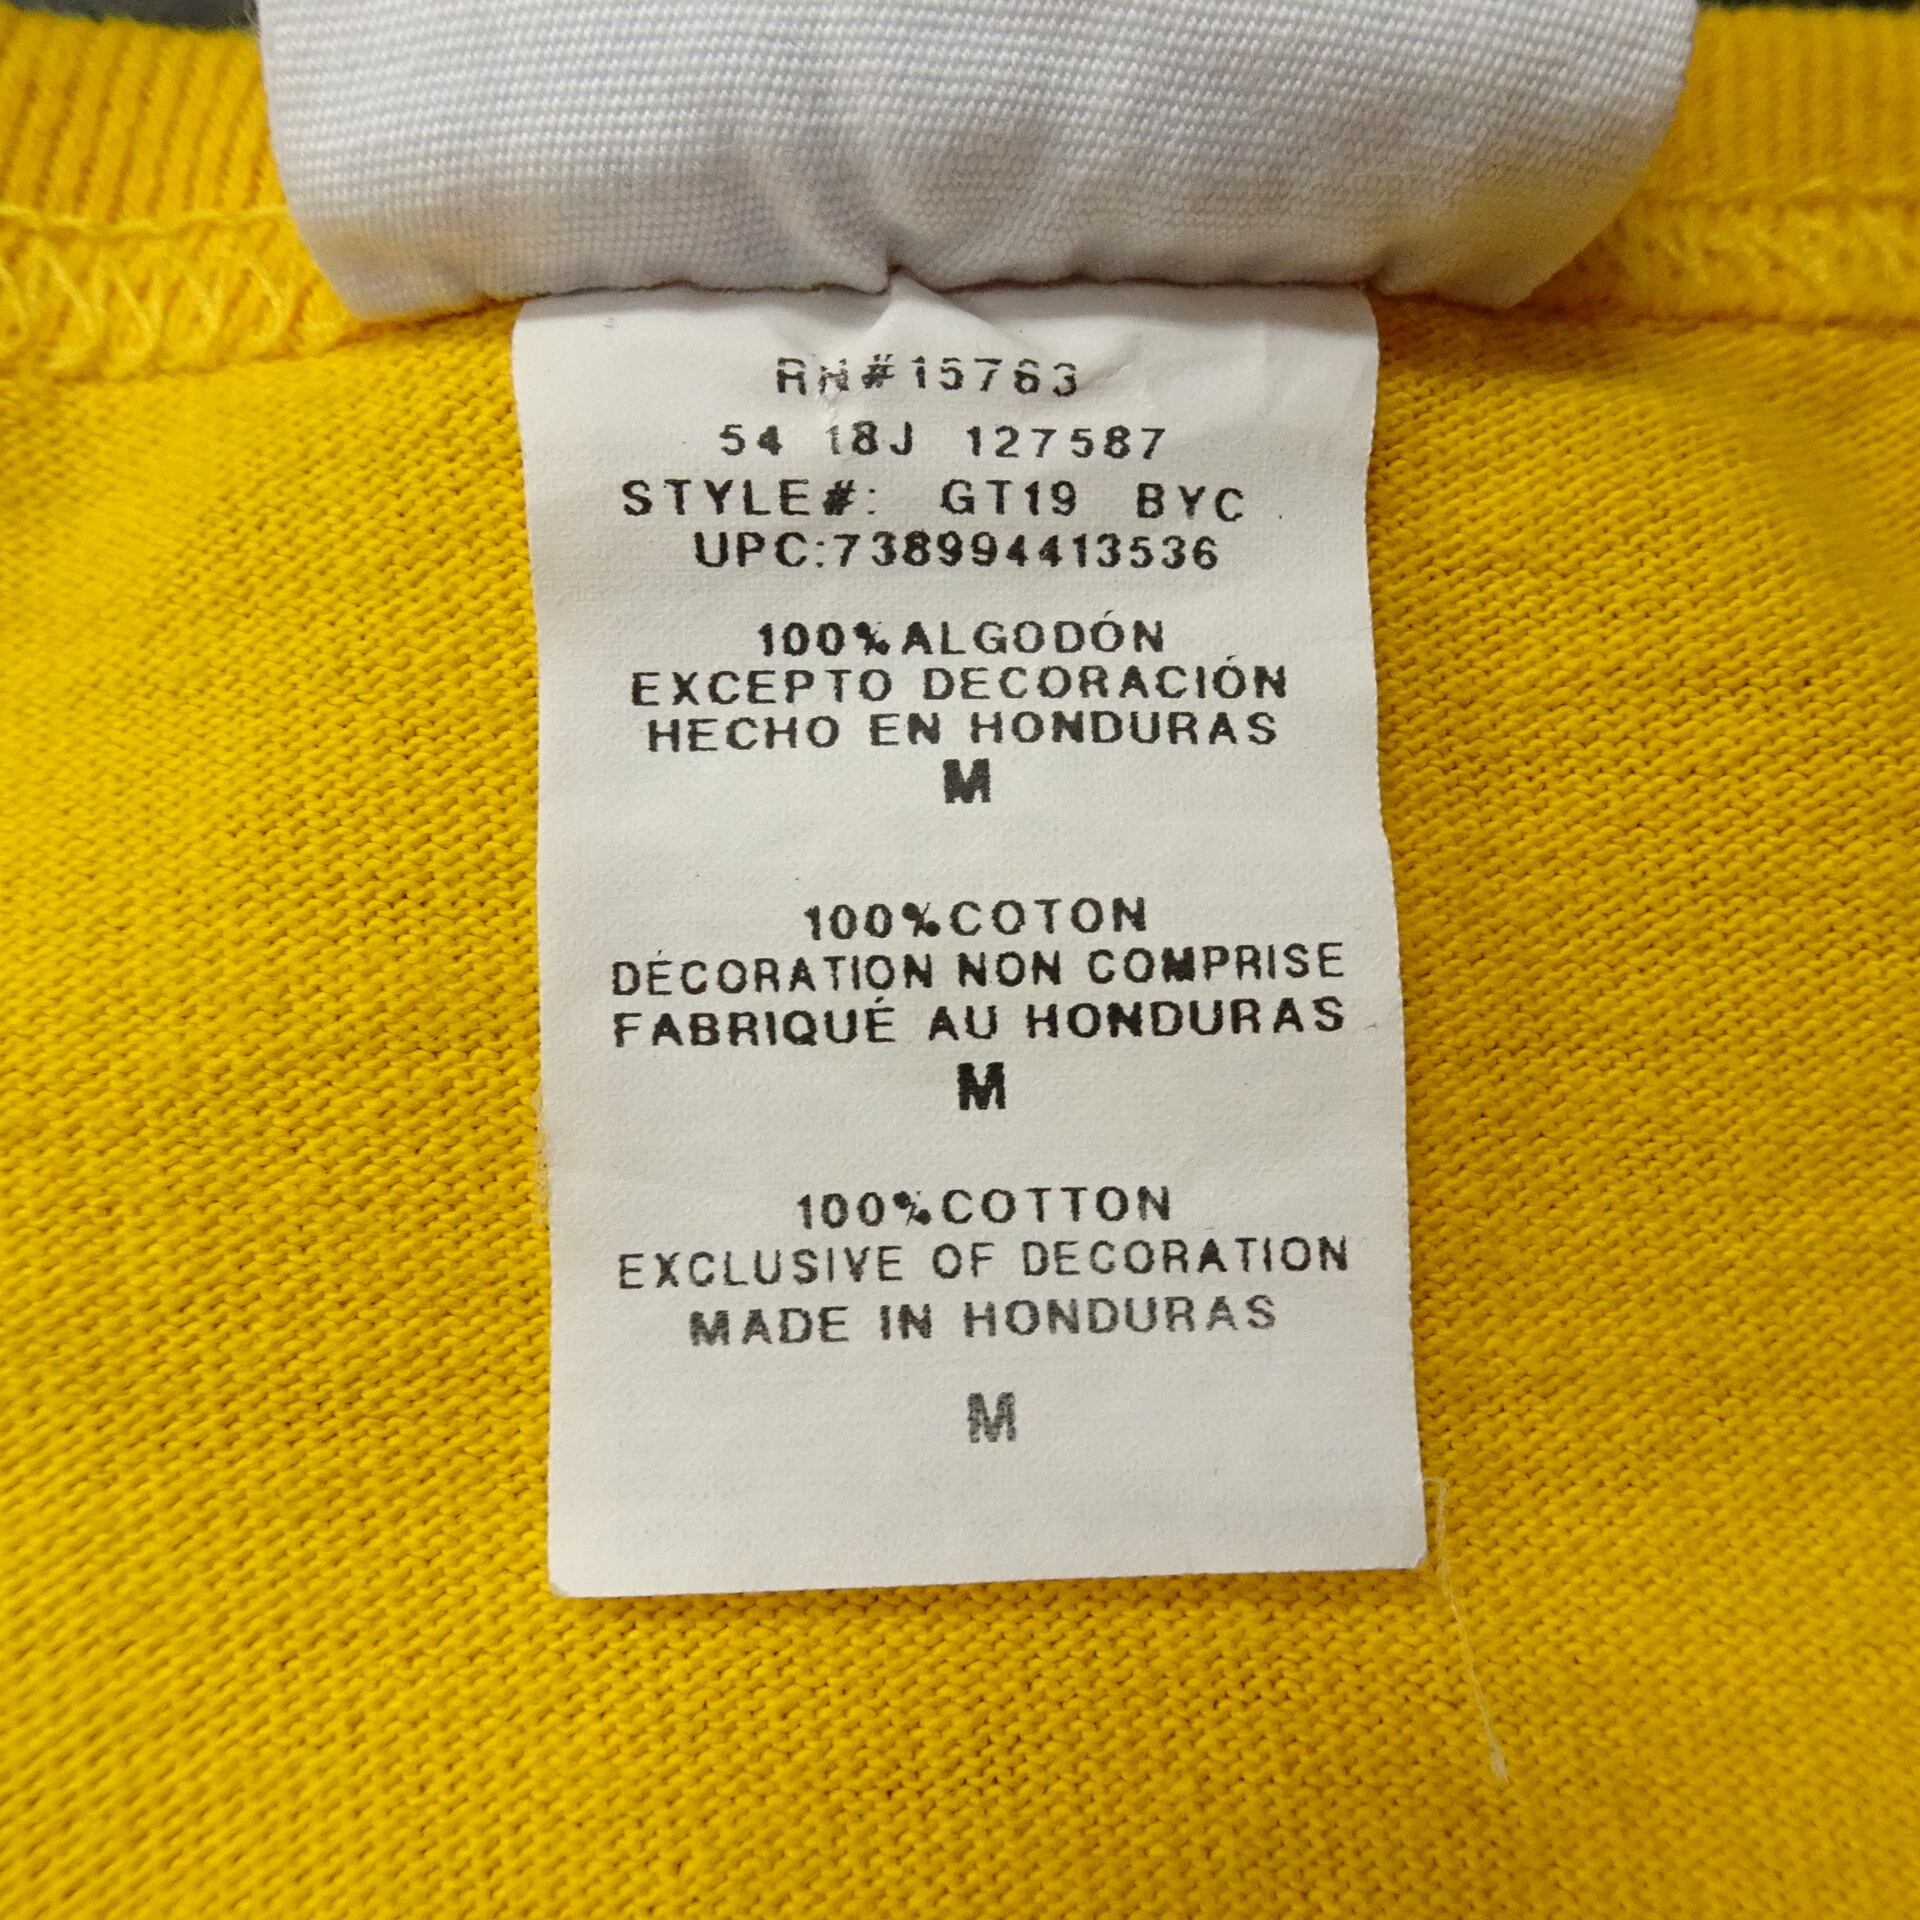 RN#15763
54 18J 127587
STYLE#: GT19 BYC
UPC:738994413536
100%ALGODÓN
EXCEPTO DECORACIÓN
HECHO EN HONDURAS
M
100%COTON
DÉCORATION NON COMPRISE
FABRIQUÉ AU HONDURAS
M
100%COTTON
EXCLUSIVE OF DECORATION
MADE IN HONDURAS
M